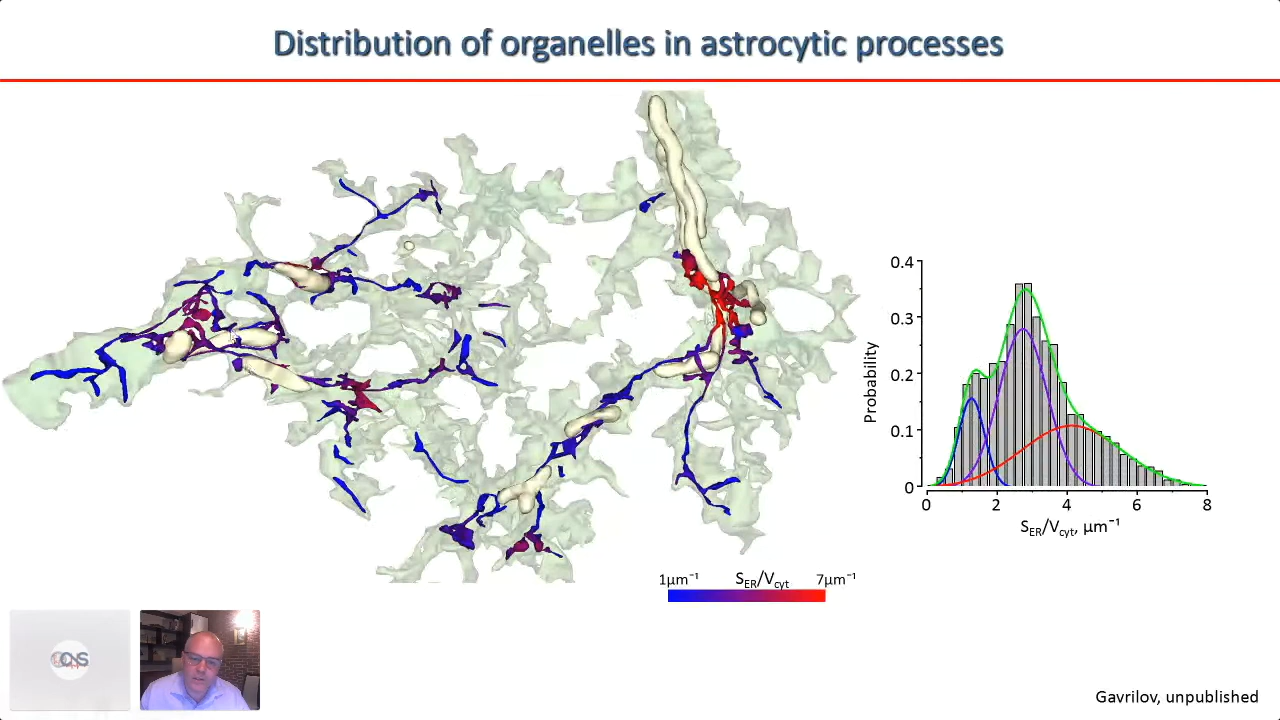 Distribution of organelles in astrocytic processes
0.4
0.3
0.2
0.1
0
Probability
0 2 4 6 8
S_ER/V_cyt, μm⁻¹
1μm⁻¹ S_ER/V_cyt 7μm⁻¹
Gavrilov, unpublished